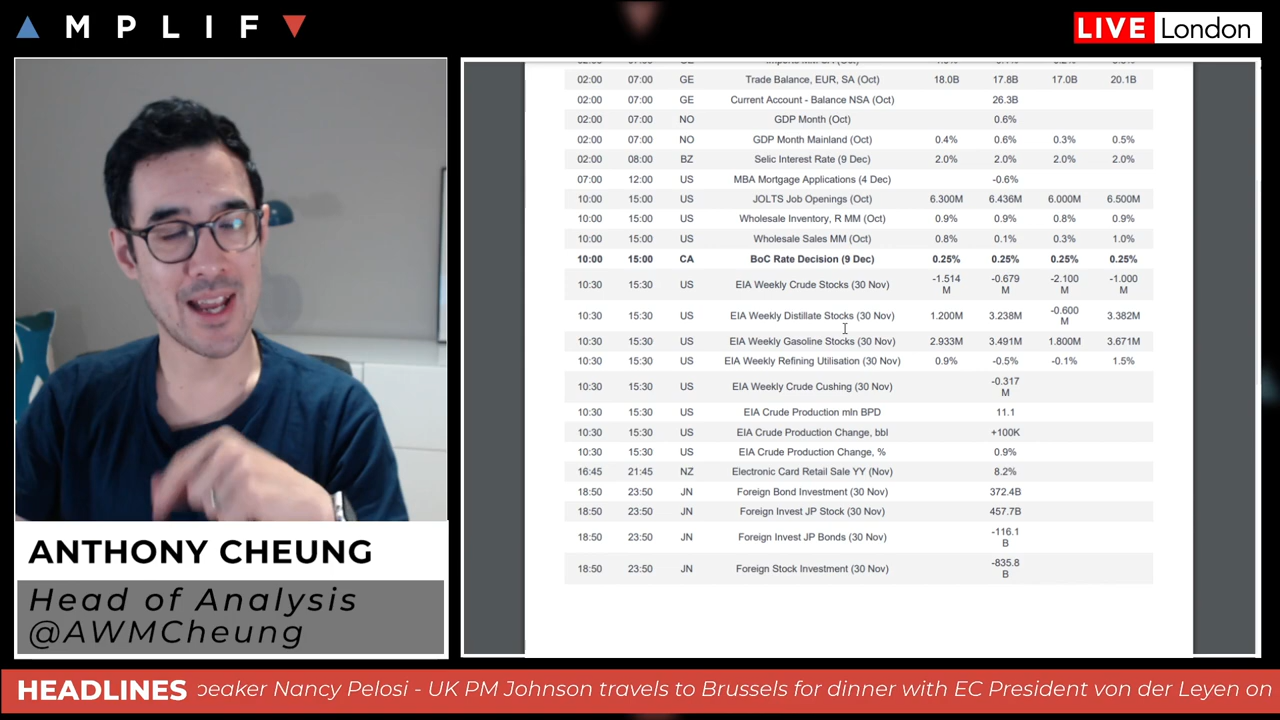 AMPLIFY
LIVE London
02:00 07:00 GE Trade Balance, EUR, SA (Oct) 18.0B 17.8B 17.0B 20.1B
02:00 07:00 GE Current Account - Balance NSA (Oct) 26.3B
02:00 07:00 NO GDP Month (Oct) 0.6%
02:00 07:00 NO GDP Month Mainland (Oct) 0.4% 0.6% 0.3% 0.5%
02:00 08:00 BZ Selic Interest Rate (9 Dec) 2.0% 2.0% 2.0% 2.0%
07:00 12:00 US MBA Mortgage Applications (4 Dec) -0.6%
10:00 15:00 US JOLTS Job Openings (Oct) 6.300M 6.436M 6.000M 6.500M
10:00 15:00 US Wholesale Inventory, R MM (Oct) 0.9% 0.9% 0.8% 0.9%
10:00 15:00 US Wholesale Sales MM (Oct) 0.8% 0.1% 0.3% 1.0%
10:00 15:00 CA BoC Rate Decision (9 Dec) 0.25% 0.25% 0.25% 0.25%
10:30 15:30 US EIA Weekly Crude Stocks (30 Nov) -1.514 M -0.679 M -2.100 M -1.000 M
10:30 15:30 US EIA Weekly Distillate Stocks (30 Nov) 1.200M 3.238M -0.600 M 3.382M
10:30 15:30 US EIA Weekly Gasoline Stocks (30 Nov) 2.933M 3.491M 1.800M 3.671M
10:30 15:30 US EIA Weekly Refining Utilisation (30 Nov) 0.9% -0.5% -0.1% 1.5%
10:30 15:30 US EIA Weekly Crude Cushing (30 Nov) -0.317 M
10:30 15:30 US EIA Crude Production mln BPD 11.1
10:30 15:30 US EIA Crude Production Change, bbl +100K
10:30 15:30 US EIA Crude Production Change, % 0.9%
16:45 21:45 NZ Electronic Card Retail Sale YY (Nov) 8.2%
18:50 23:50 JN Foreign Bond Investment (30 Nov) 372.4B
18:50 23:50 JN Foreign Invest JP Stock (30 Nov) 457.7B
18:50 23:50 JN Foreign Invest JP Bonds (30 Nov) -116.1 B
18:50 23:50 JN Foreign Stock Investment (30 Nov) -835.8 B
ANTHONY CHEUNG
Head of Analysis
@AWMCheung
HEADLINES peaker Nancy Pelosi - UK PM Johnson travels to Brussels for dinner with EC President von der Leyen on